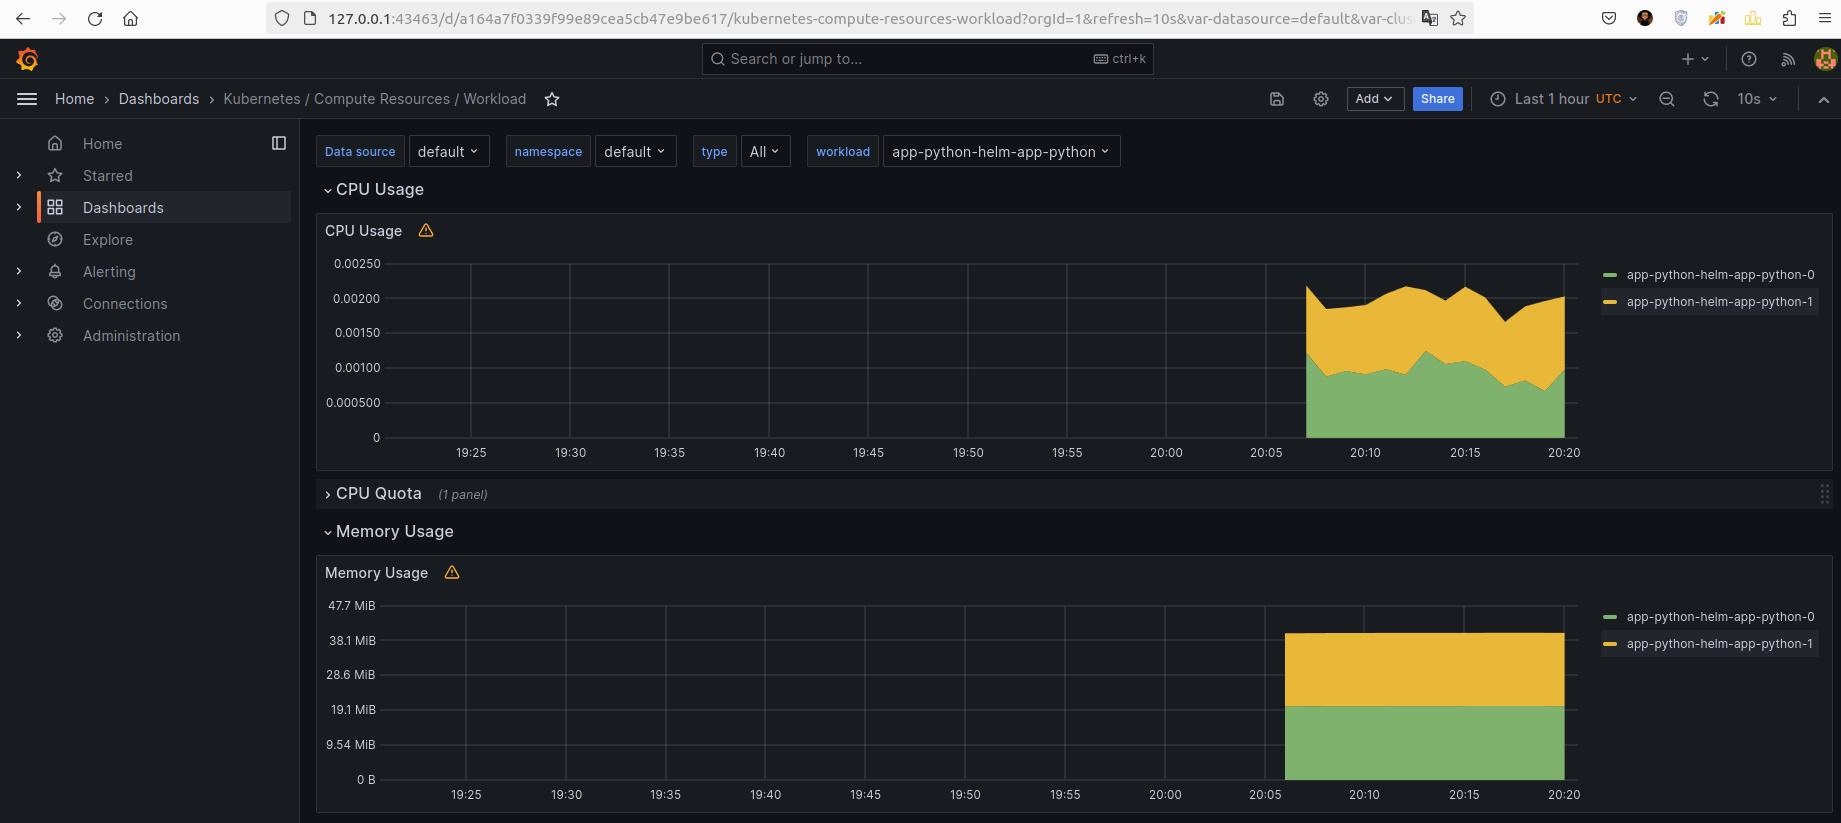 127.0.0.1:43463/d/a164a7f0339f99e89cea5cb47e9be617/kubernetes-compute-resources-workload?orgId=1&refresh=10s&var-datasource=default&var-clus
Search or jump to... ctrl+k
Home › Dashboards › Kubernetes / Compute Resources / Workload Add Share Last 1 hour UTC 10s
Home
Starred
Dashboards
Explore
Alerting
Connections
Administration
Data source default namespace default type All workload app-python-helm-app-python
CPU Usage
CPU Usage
0.00250
0.00200
0.00150
0.00100
0.000500
0
19:25 19:30 19:35 19:40 19:45 19:50 19:55 20:00 20:05 20:10 20:15 20:20
app-python-helm-app-python-0
app-python-helm-app-python-1
CPU Quota (1 panel)
Memory Usage
Memory Usage
47.7 MiB
38.1 MiB
28.6 MiB
19.1 MiB
9.54 MiB
0 B
19:25 19:30 19:35 19:40 19:45 19:50 19:55 20:00 20:05 20:10 20:15 20:20
app-python-helm-app-python-0
app-python-helm-app-python-1